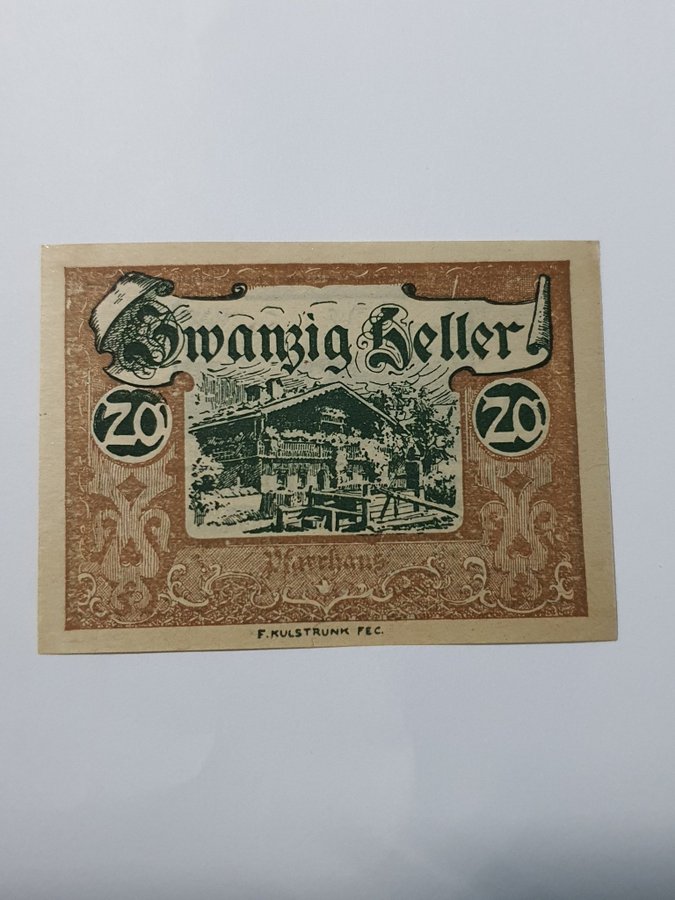 Zwanzig Heller
20 20
Pfarrhaus
F. KULSTRUNK FEC.